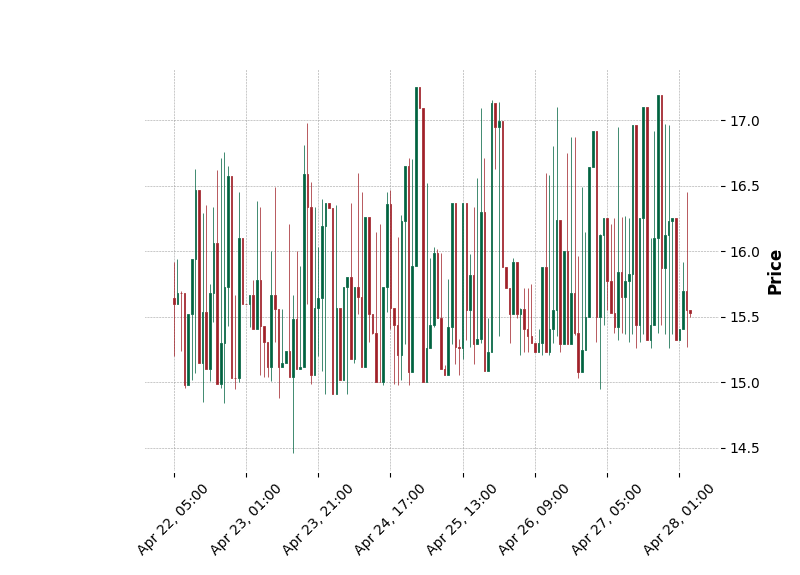 17.0
16.5
16.0
15.5
15.0
14.5
Price
Apr 22, 05:00
Apr 23, 01:00
Apr 23, 21:00
Apr 24, 17:00
Apr 25, 13:00
Apr 26, 09:00
Apr 27, 05:00
Apr 28, 01:00